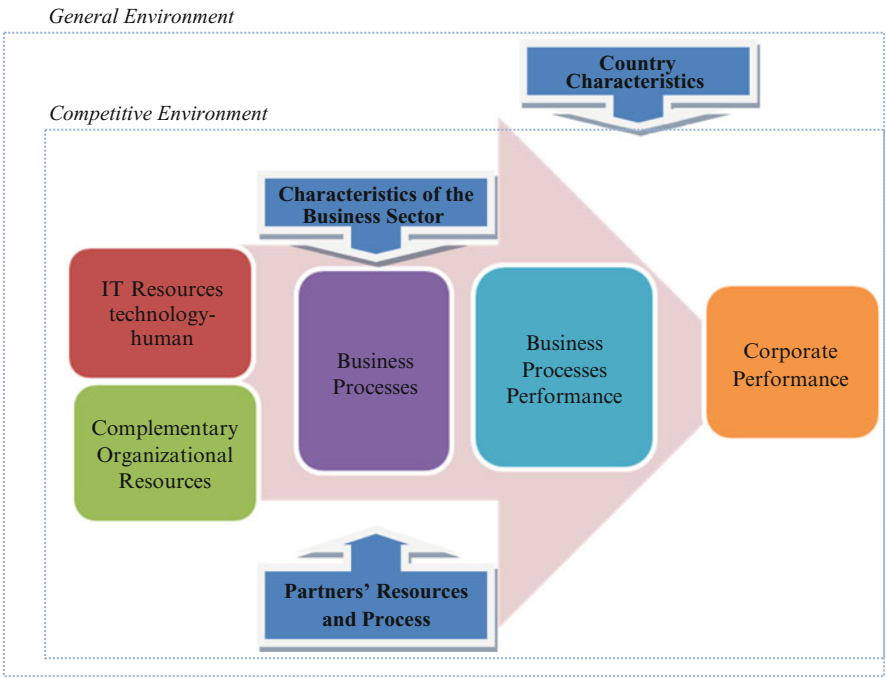 General Environment
Country
Characteristics
Competitive Environment
Characteristics of the
Business Sector
IT Resources
technology-
human
Complementary
Organizational
Resources
Business
Processes
Business
Processes
Performance
Corporate
Performance
Partners’ Resources
and Process